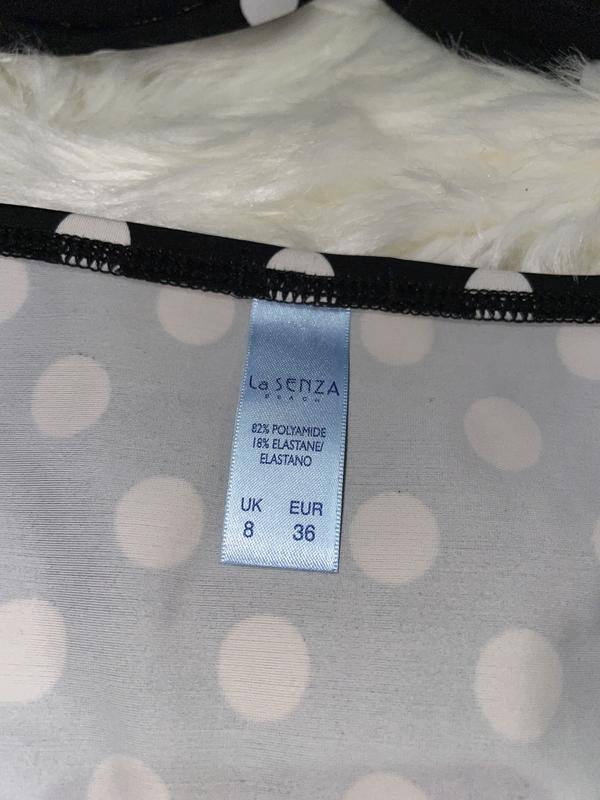 La SENZA
BEACH
82% POLYAMIDE
18% ELASTANE/
ELASTANO
UK EUR
8 36